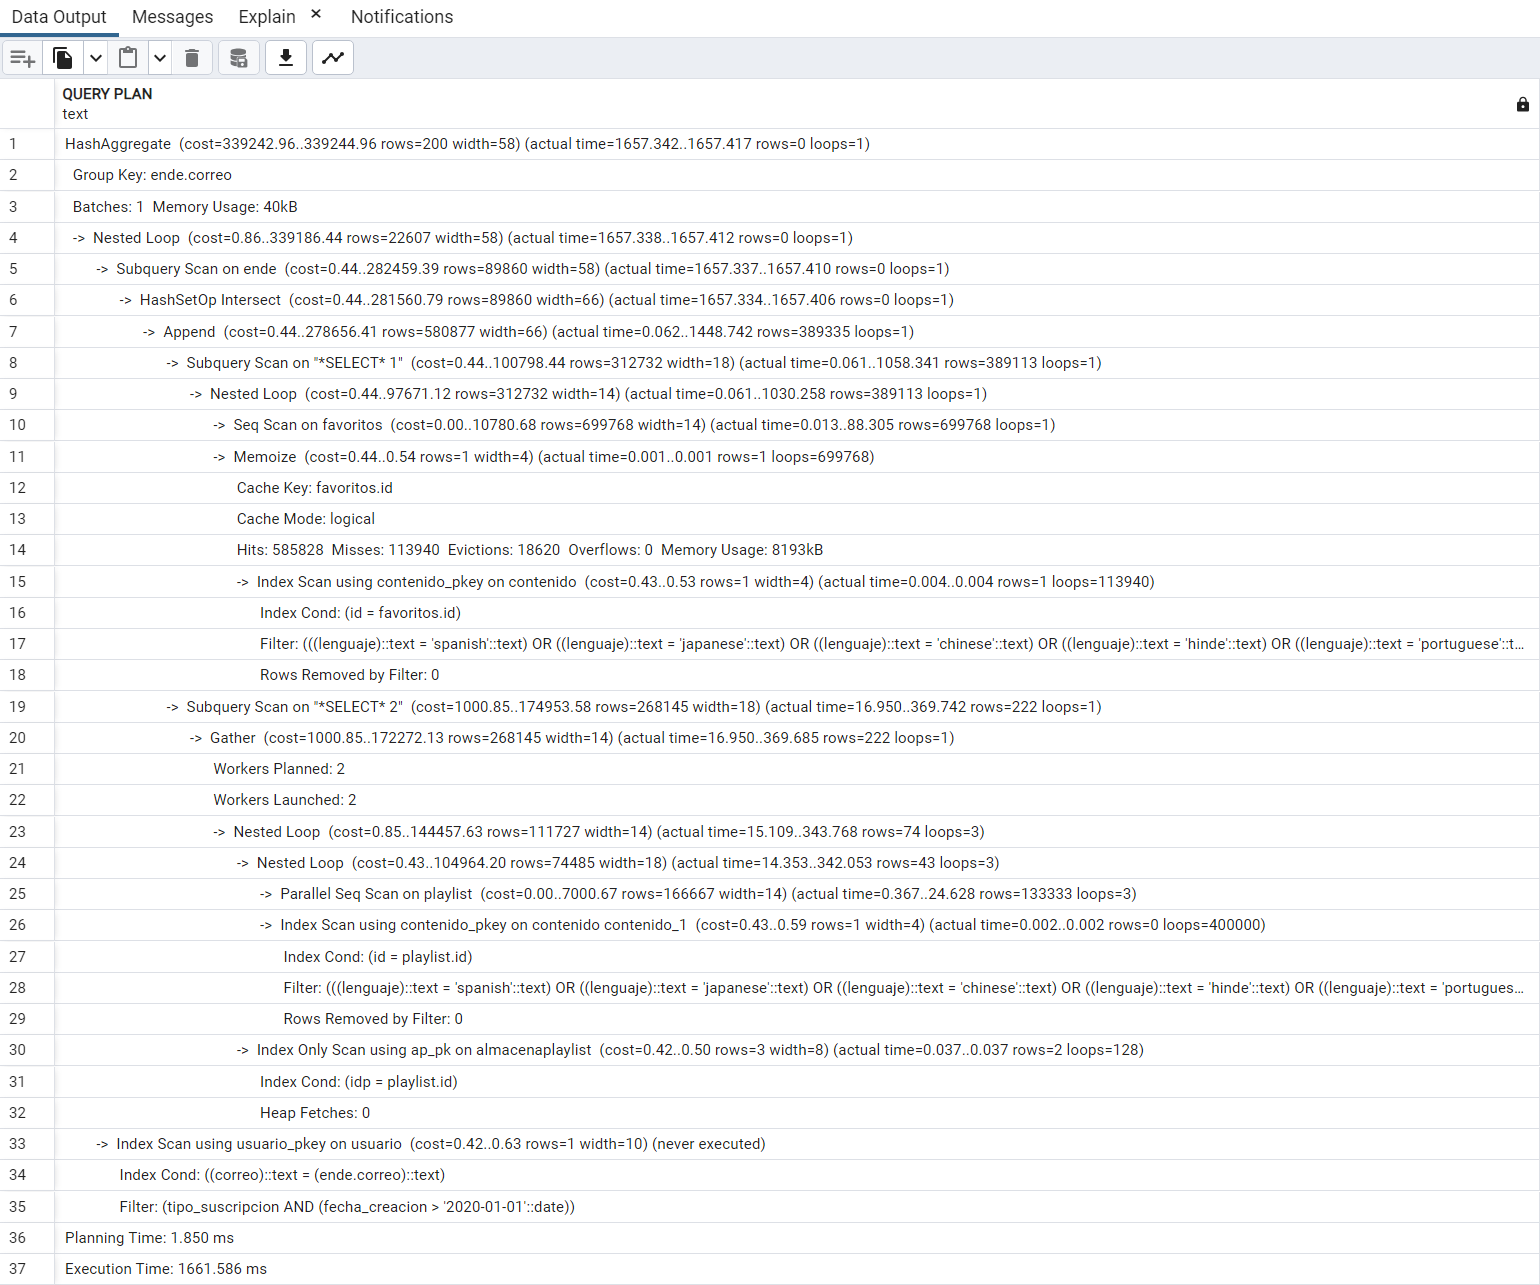 Data Output Messages Explain × Notifications
QUERY PLAN
text
1 HashAggregate (cost=339242.96..339244.96 rows=200 width=58) (actual time=1657.342..1657.417 rows=0 loops=1)
2 Group Key: ende.correo
3 Batches: 1 Memory Usage: 40kB
4 -> Nested Loop (cost=0.86..339186.44 rows=22607 width=58) (actual time=1657.338..1657.412 rows=0 loops=1)
5 -> Subquery Scan on ende (cost=0.44..282459.39 rows=89860 width=58) (actual time=1657.337..1657.410 rows=0 loops=1)
6 -> HashSetOp Intersect (cost=0.44..281560.79 rows=89860 width=66) (actual time=1657.334..1657.406 rows=0 loops=1)
7 -> Append (cost=0.44..278656.41 rows=580877 width=66) (actual time=0.062..1448.742 rows=389335 loops=1)
8 -> Subquery Scan on "*SELECT* 1" (cost=0.44..100798.44 rows=312732 width=18) (actual time=0.061..1058.341 rows=389113 loops=1)
9 -> Nested Loop (cost=0.44..97671.12 rows=312732 width=14) (actual time=0.061..1030.258 rows=389113 loops=1)
10 -> Seq Scan on favoritos (cost=0.00..10780.68 rows=699768 width=14) (actual time=0.013..88.305 rows=699768 loops=1)
11 -> Memoize (cost=0.44..0.54 rows=1 width=4) (actual time=0.001..0.001 rows=1 loops=699768)
12 Cache Key: favoritos.id
13 Cache Mode: logical
14 Hits: 585828 Misses: 113940 Evictions: 18620 Overflows: 0 Memory Usage: 8193kB
15 -> Index Scan using contenido_pkey on contenido (cost=0.43..0.53 rows=1 width=4) (actual time=0.004..0.004 rows=1 loops=113940)
16 Index Cond: (id = favoritos.id)
17 Filter: (((lenguaje)::text = 'spanish'::text) OR ((lenguaje)::text = 'japanese'::text) OR ((lenguaje)::text = 'chinese'::text) OR ((lenguaje)::text = 'hinde'::text) OR ((lenguaje)::text = 'portuguese'::t...
18 Rows Removed by Filter: 0
19 -> Subquery Scan on "*SELECT* 2" (cost=1000.85..174953.58 rows=268145 width=18) (actual time=16.950..369.742 rows=222 loops=1)
20 -> Gather (cost=1000.85..172272.13 rows=268145 width=14) (actual time=16.950..369.685 rows=222 loops=1)
21 Workers Planned: 2
22 Workers Launched: 2
23 -> Nested Loop (cost=0.85..144457.63 rows=111727 width=14) (actual time=15.109..343.768 rows=74 loops=3)
24 -> Nested Loop (cost=0.43..104964.20 rows=74485 width=18) (actual time=14.353..342.053 rows=43 loops=3)
25 -> Parallel Seq Scan on playlist (cost=0.00..7000.67 rows=166667 width=14) (actual time=0.367..24.628 rows=133333 loops=3)
26 -> Index Scan using contenido_pkey on contenido contenido_1 (cost=0.43..0.59 rows=1 width=4) (actual time=0.002..0.002 rows=0 loops=400000)
27 Index Cond: (id = playlist.id)
28 Filter: (((lenguaje)::text = 'spanish'::text) OR ((lenguaje)::text = 'japanese'::text) OR ((lenguaje)::text = 'chinese'::text) OR ((lenguaje)::text = 'hinde'::text) OR ((lenguaje)::text = 'portugues...
29 Rows Removed by Filter: 0
30 -> Index Only Scan using ap_pk on almacenaplaylist (cost=0.42..0.50 rows=3 width=8) (actual time=0.037..0.037 rows=2 loops=128)
31 Index Cond: (idp = playlist.id)
32 Heap Fetches: 0
33 -> Index Scan using usuario_pkey on usuario (cost=0.42..0.63 rows=1 width=10) (never executed)
34 Index Cond: ((correo)::text = (ende.correo)::text)
35 Filter: (tipo_suscripcion AND (fecha_creacion > '2020-01-01'::date))
36 Planning Time: 1.850 ms
37 Execution Time: 1661.586 ms